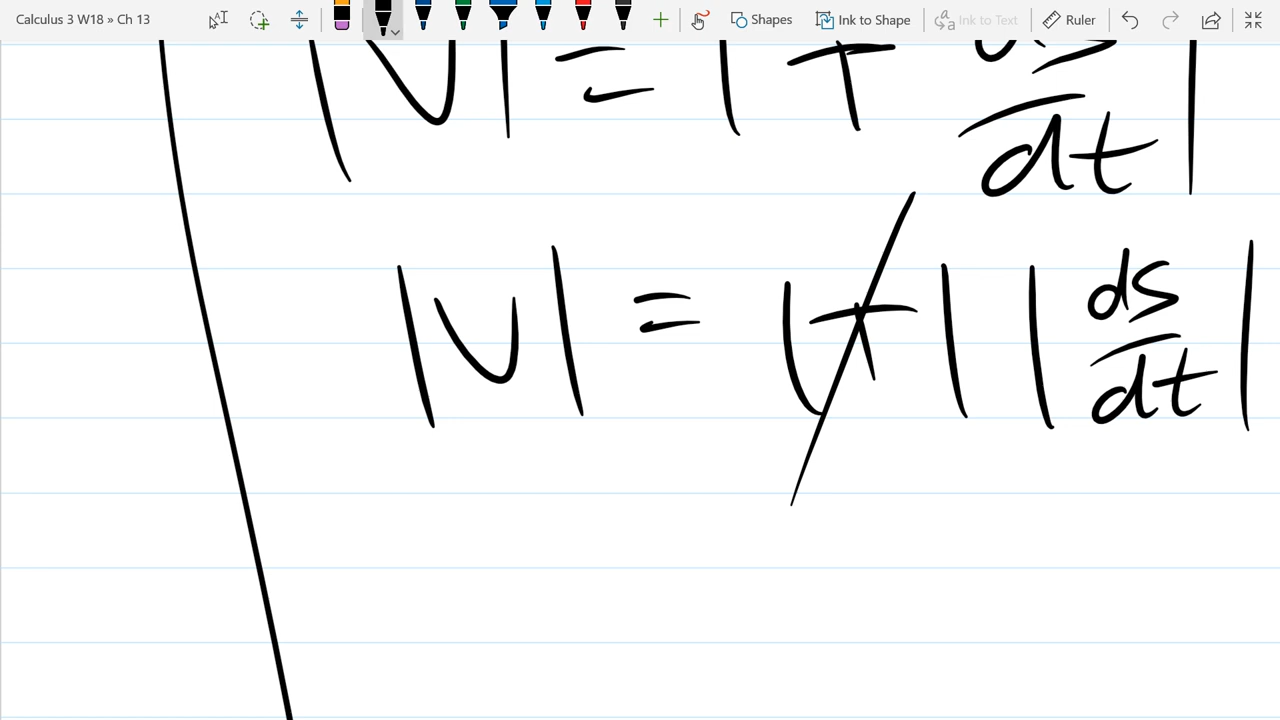 Calculus 3 W18 » Ch 13
Shapes
Ink to Shape
Ink to Text
Ruler
|V| = |T ds/dt|
|V| = |T| |ds/dt|